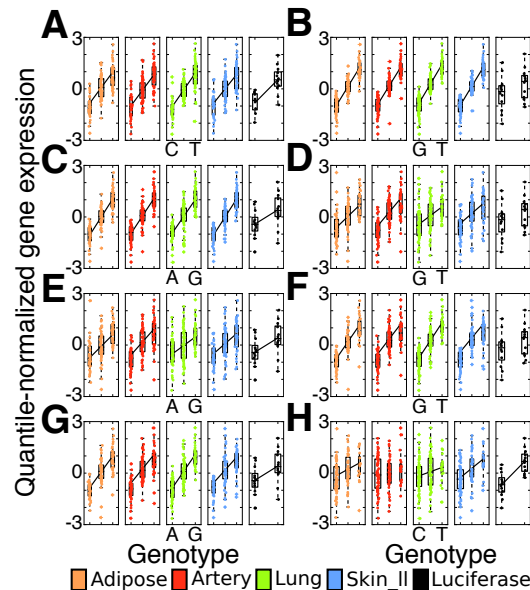 A
B
3
0
-3
C T
3
0
-3
G T
C
D
3
0
-3
A G
3
0
-3
G T
E
F
3
0
-3
A G
3
0
-3
G T
G
H
3
0
-3
A G
3
0
-3
C T
Quantile-normalized gene expression
Genotype
Genotype
Adipose Artery Lung Skin_II Luciferase